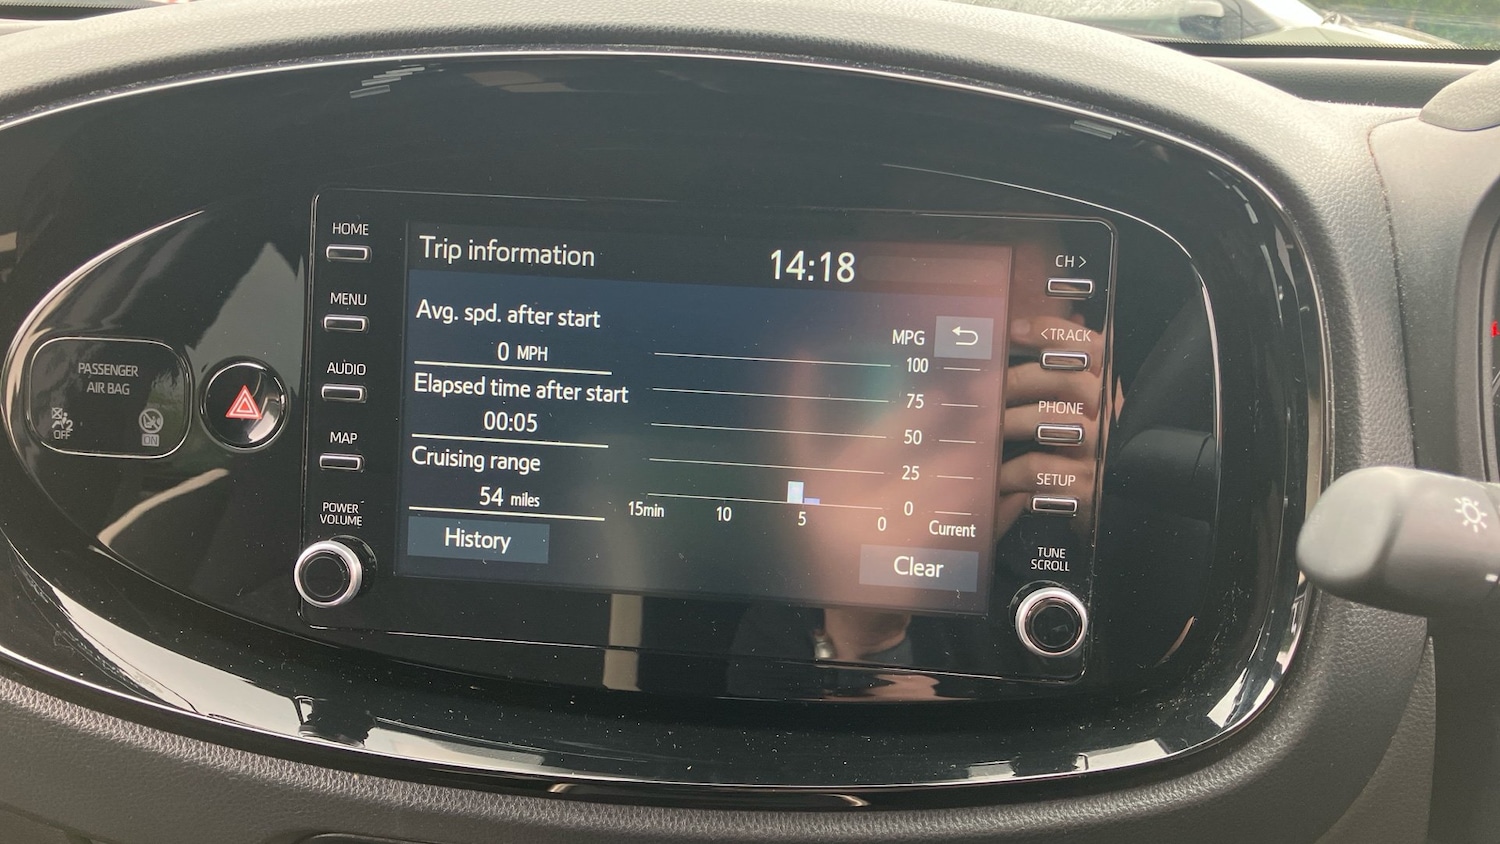 HOME
MENU
AUDIO
MAP
POWER
VOLUME
PASSENGER
AIR BAG
2
OFF
ON
Trip information
14:18
Avg. spd. after start
0 MPH
Elapsed time after start
00:05
Cruising range
54 miles
History
MPG
100
75
50
25
0
15min
10
5
0
Current
Clear
CH >
<TRACK
PHONE
SETUP
TUNE
SCROLL